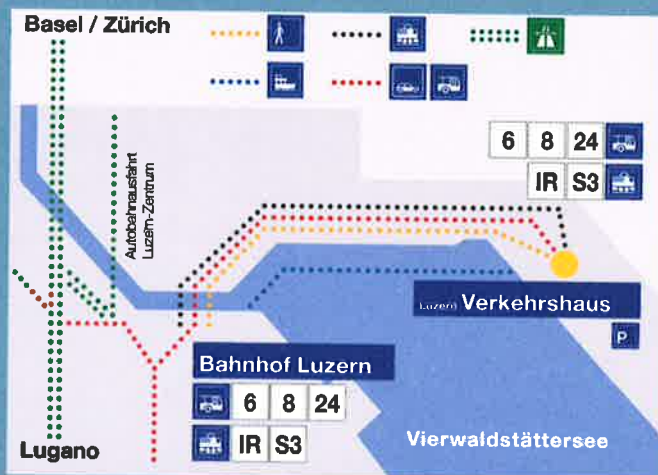 Basel / Zürich
Autobahnausfahrt
Luzern-Zentrum
6 8 24
IR S3
Luzern Verkehrshaus
P
Bahnhof Luzern
6 8 24
IR S3
Lugano
Vierwaldstättersee